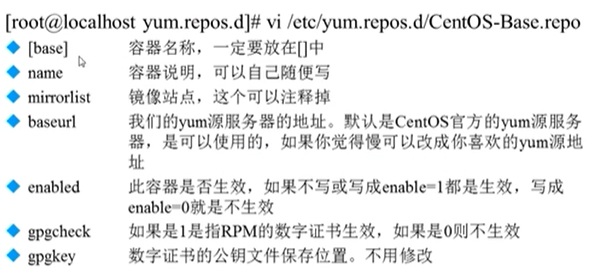 [root@localhost yum.repos.d]# vi /etc/yum.repos.d/CentOS-Base.repo
[base] 容器名称，一定要放在[]中
name 容器说明，可以自己随便写
mirrorlist 镜像站点，这个可以注释掉
baseurl 我们的yum源服务器的地址。默认是CentOS官方的yum源服务
器，是可以使用的，如果你觉得慢可以改成你喜欢的yum源地
址
enabled 此容器是否生效，如果不写或写成enable=1都是生效，写成
enable=0就是不生效
gpgcheck 如果是1是指RPM的数字证书生效，如果是0则不生效
gpgkey 数字证书的公钥文件保存位置。不用修改